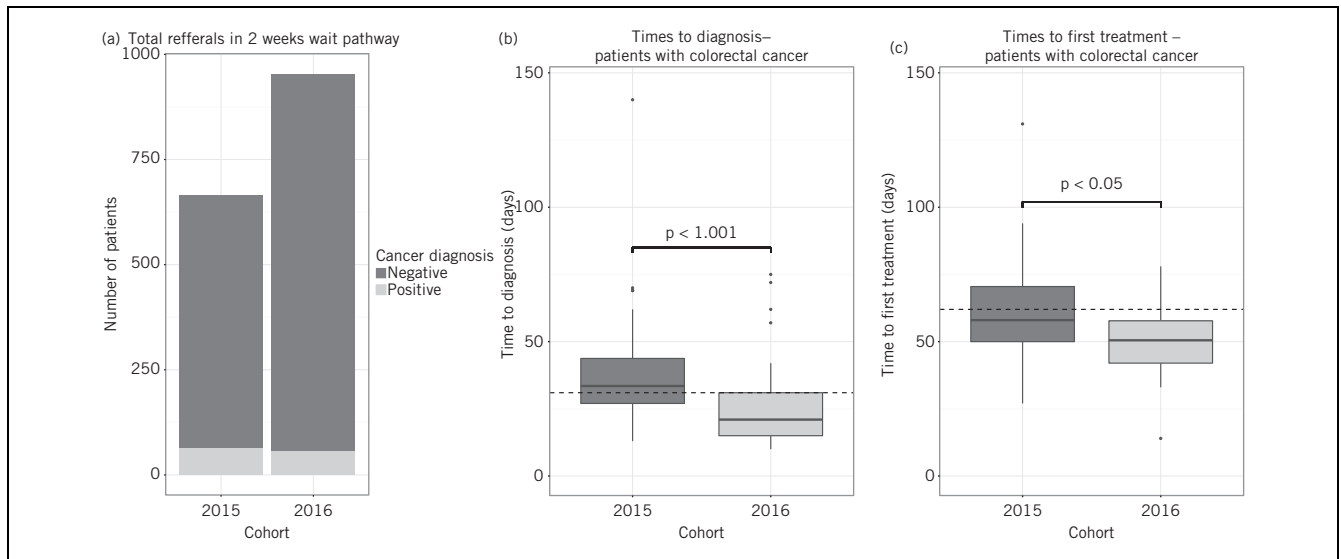 (a) Total refferals in 2 weeks wait pathway
1000
750
500
250
0
Number of patients
2015
2016
Cohort
Cancer diagnosis
Negative
Positive
(b)
Times to diagnosis–
patients with colorectal cancer
150
100
50
0
Time to diagnosis (days)
p < 1.001
2015
2016
Cohort
(c)
Times to first treatment –
patients with colorectal cancer
150
100
50
0
Time to first treatment (days)
p < 0.05
2015
2016
Cohort